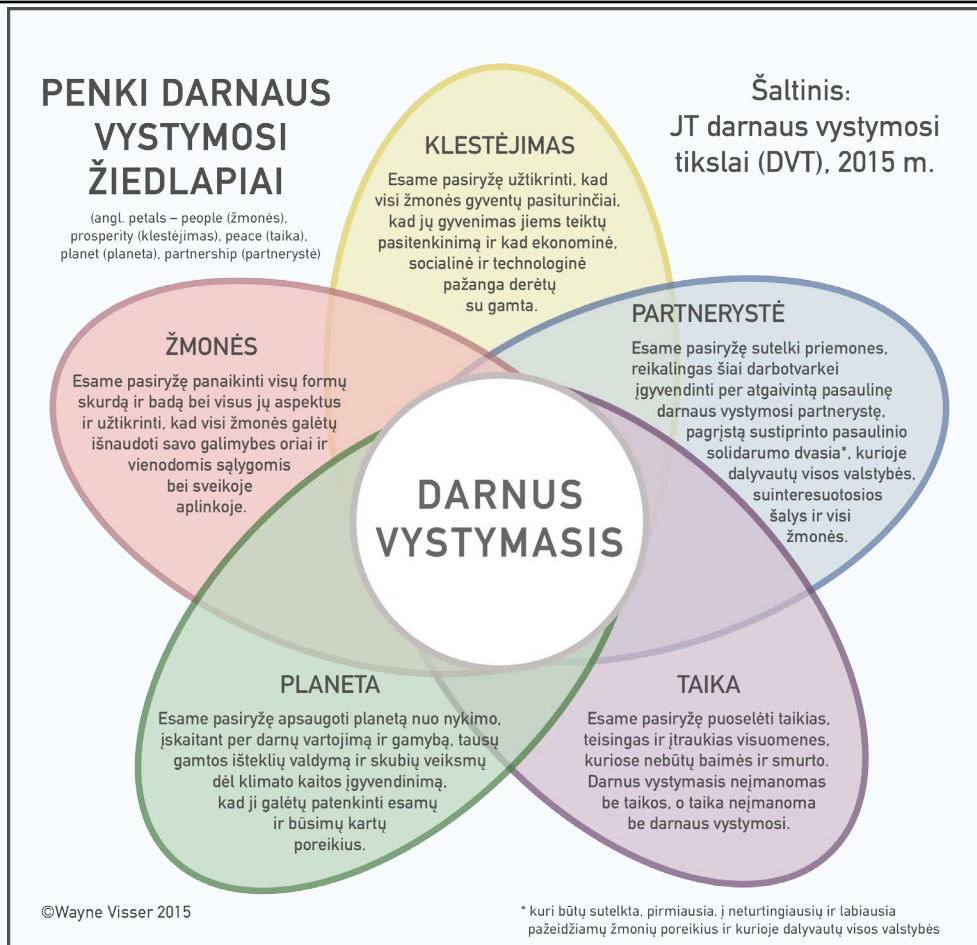 PENKI DARNAUS
VYSTYMOSI
ŽIEDLAPIAI
(angl. petals – people (žmonės),
prosperity (klestėjimas), peace (taika),
planet (planeta), partnership (partnerystė)
Šaltinis:
JT darnaus vystymosi
tikslai (DVT), 2015 m.
KLESTĖJIMAS
Esame pasiryžę užtikrinti, kad
visi žmonės gyventų pasiturinčiai,
kad jų gyvenimas jiems teiktų
pasitenkinimą ir kad ekonominė,
socialinė ir technologinė
pažanga derėtų
su gamta.
ŽMONĖS
Esame pasiryžę panaikinti visų formų
skurdą ir badą bei visus jų aspektus
ir užtikrinti, kad visi žmonės galėtų
išnaudoti savo galimybes oriai ir
vienodomis sąlygomis
bei sveikoje
aplinkoje.
PARTNERYSTĖ
Esame pasiryžę sutelki priemones,
reikalingas šiai darbotvarkei
įgyvendinti per atgaivintą pasaulinę
darnaus vystymosi partnerystę,
pagrįstą sustiprinto pasaulinio
solidarumo dvasia*, kurioje
dalyvautų visos valstybės,
suinteresuotosios
šalys ir visi
žmonės.
DARNUS
VYSTYMASIS
PLANETA
Esame pasiryžę apsaugoti planetą nuo nykimo,
įskaitant per darnų vartojimą ir gamybą, tausų
gamtos išteklių valdymą ir skubių veiksmų
dėl klimato kaitos įgyvendinimą,
kad ji galėtų patenkinti esamų
ir būsimų kartų
poreikius.
TAIKA
Esame pasiryžę puoselėti taikias,
teisingas ir įtraukias visuomenes,
kuriose nebūtų baimės ir smurto.
Darnus vystymasis neįmanomas
be taikos, o taika neįmanoma
be darnaus vystymosi.
©Wayne Visser 2015
* kuri būtų sutelkta, pirmiausia, į neturtingiausių ir labiausia
pažeidžiamų žmonių poreikius ir kurioje dalyvautų visos valstybės